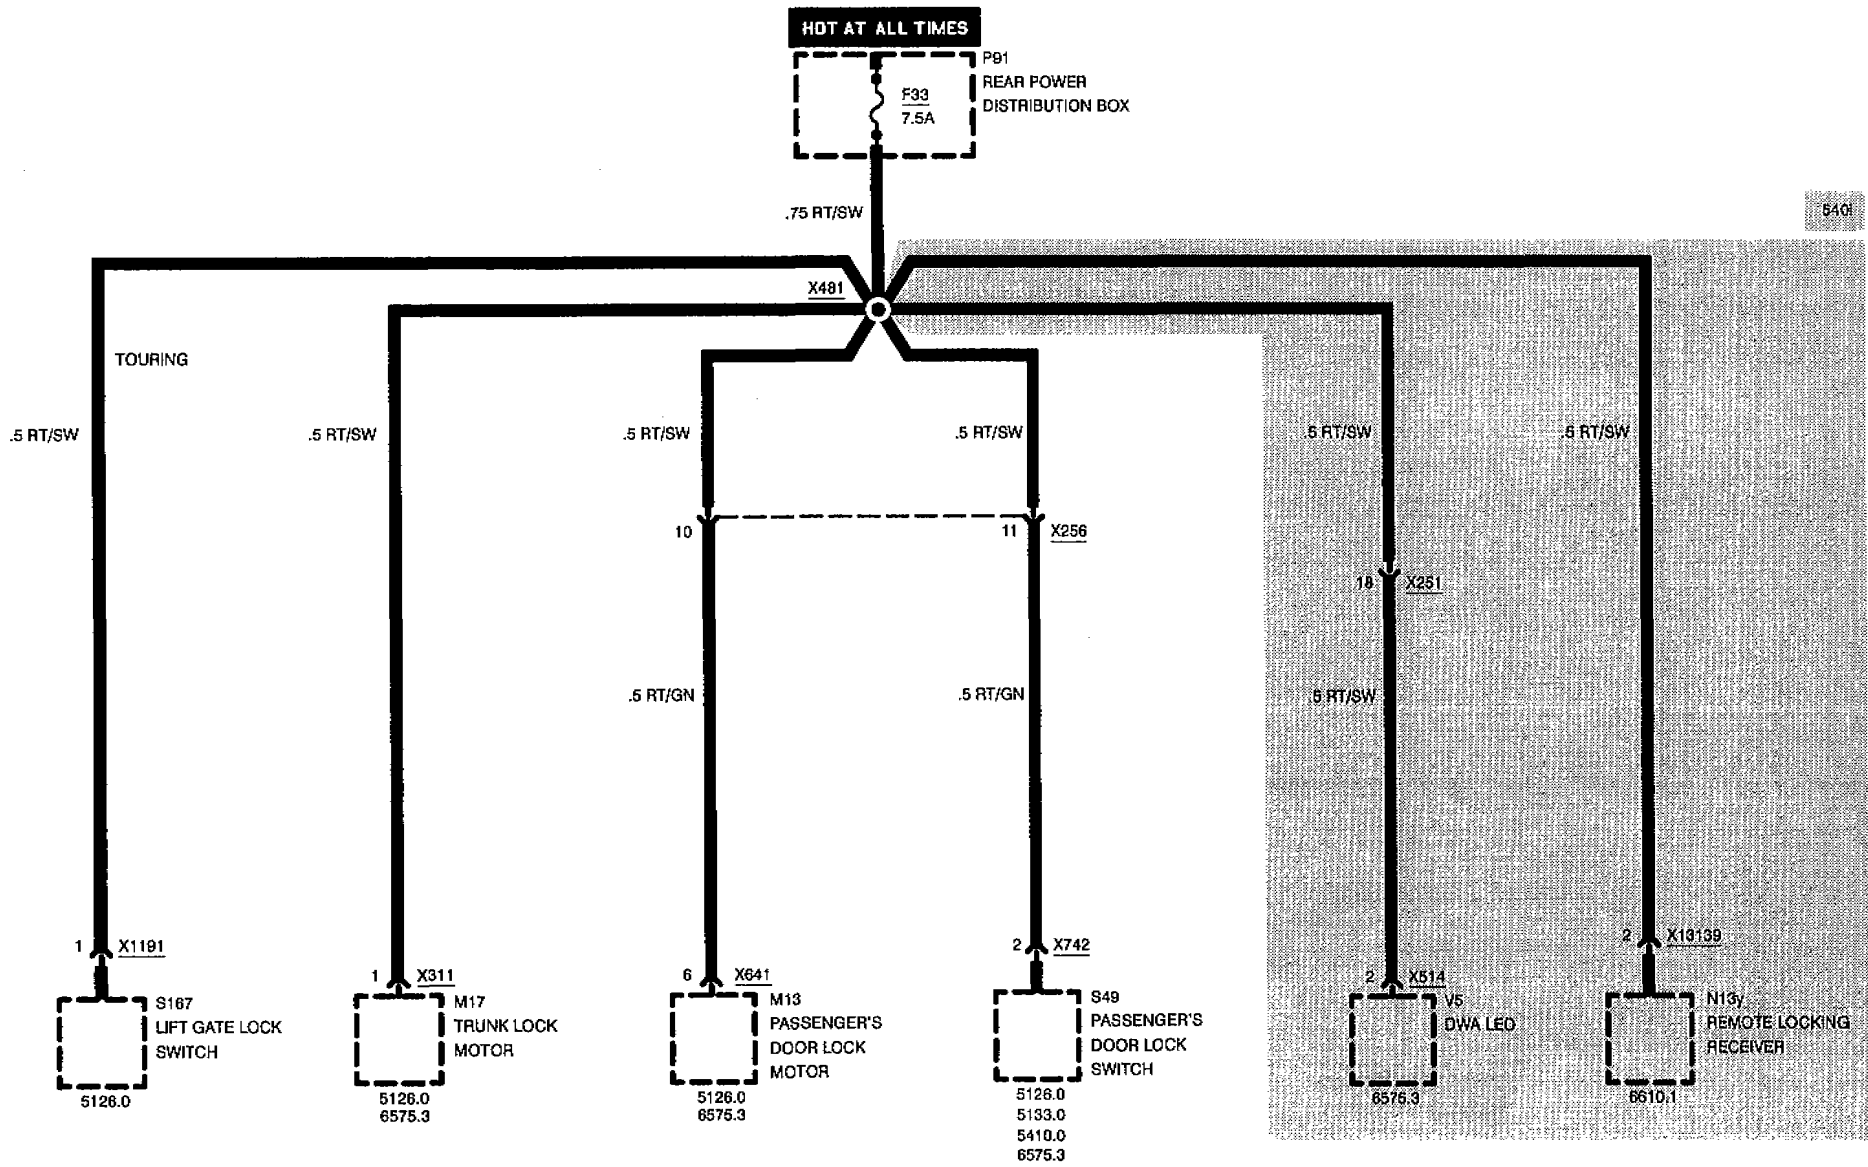 HOT AT ALL TIMES
P91
REAR POWER
DISTRIBUTION BOX
F33
7.5A
.75 RT/SW
540i
X481
TOURING
.5 RT/SW
.5 RT/SW
.5 RT/SW
.5 RT/SW
.5 RT/SW
.5 RT/SW
10
11
X256
18
X251
.5 RT/GN
.5 RT/GN
.5 RT/SW
1
X1191
1
X311
6
X641
2
X742
2
X514
2
X13139
S167
LIFT GATE LOCK
SWITCH
5126.0
M17
TRUNK LOCK
MOTOR
5126.0
6575.3
M13
PASSENGER'S
DOOR LOCK
MOTOR
5126.0
6575.3
S49
PASSENGER'S
DOOR LOCK
SWITCH
5126.0
5133.0
5410.0
6575.3
V5
DWA LED
6575.3
N13y
REMOTE LOCKING
RECEIVER
6610.1